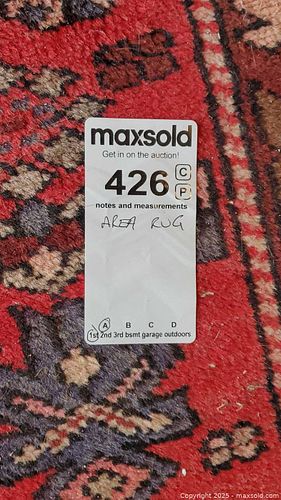 maxsold
Get in on the auction!
426 C
P
notes and measurements
AREA RUG
A B C D
1st 2nd 3rd bsmt garage outdoors
Copyright © 2025 - maxsold.com